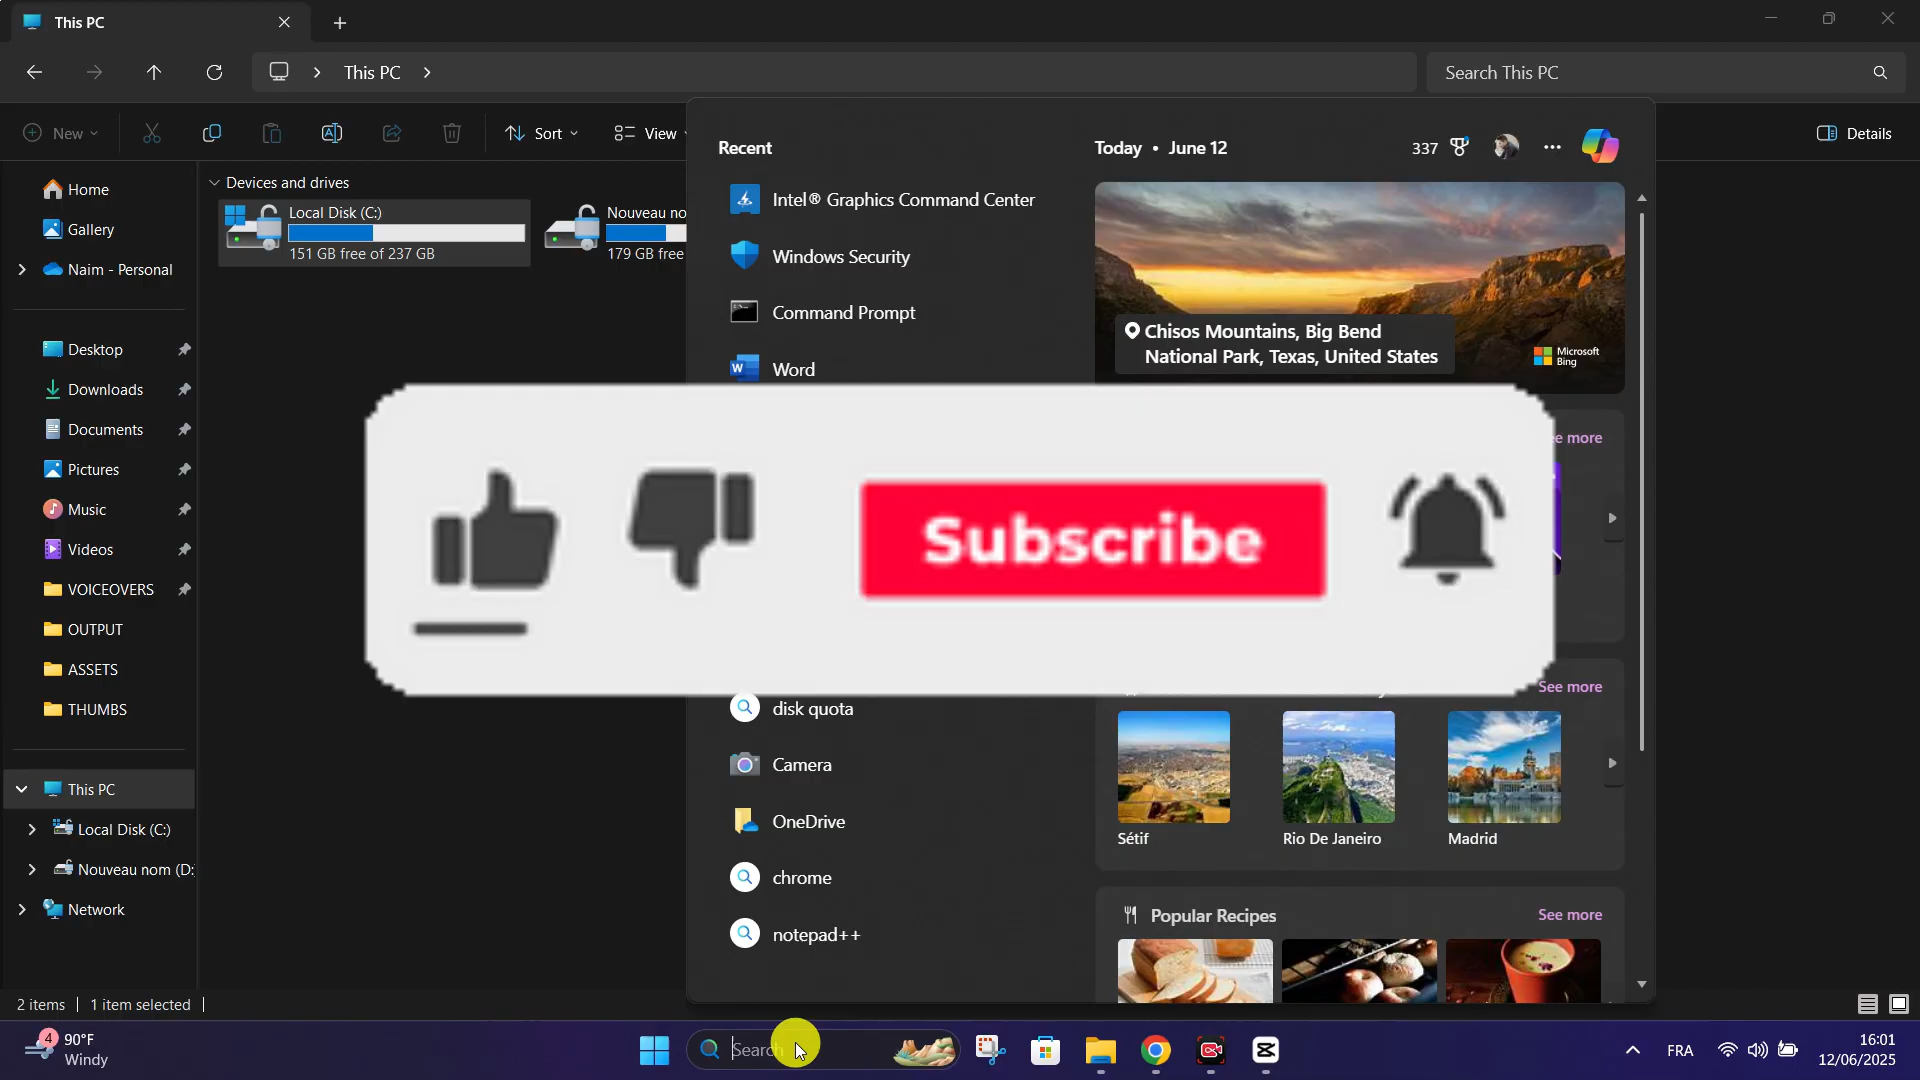 This PC
This PC
Search This PC
New
Sort
View
Details
Home
Gallery
Naim - Personal
Desktop
Downloads
Documents
Pictures
Music
Videos
VOICEOVERS
OUTPUT
ASSETS
THUMBS
This PC
Local Disk (C:)
Nouveau nom (D:
Network
Devices and drives
Local Disk (C:)
151 GB free of 237 GB
Nouveau no
179 GB free
Recent
Intel® Graphics Command Center
Windows Security
Command Prompt
Word
disk quota
Camera
OneDrive
chrome
notepad++
Today • June 12
337
Chisos Mountains, Big Bend
National Park, Texas, United States
Microsoft
Bing
ee more
Subscribe
See more
Sétif
Rio De Janeiro
Madrid
Popular Recipes
See more
2 items
1 item selected
4
90°F
Windy
Search
FRA
16:01
12/06/2025